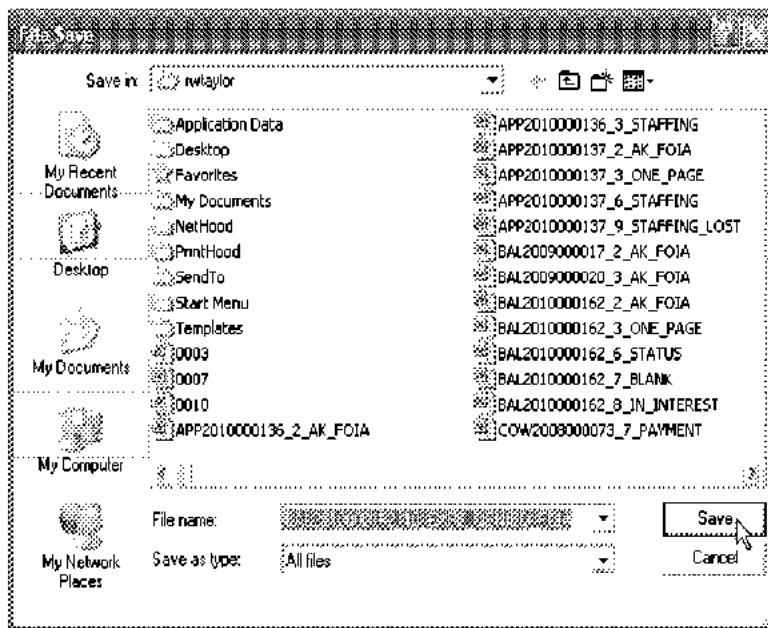 File Save
Save in: rwtaylor
My Recent
Documents
Desktop
My Documents
My Computer
My Network
Places
Application Data
Desktop
Favorites
My Documents
NetHood
PrintHood
SendTo
Start Menu
Templates
0003
0007
0010
APP2010000136_2_AK_FOIA
APP2010000136_3_STAFFING
APP2010000137_2_AK_FOIA
APP2010000137_3_ONE_PAGE
APP2010000137_6_STAFFING
APP2010000137_9_STAFFING_LOST
BAL2009000017_2_AK_FOIA
BAL2009000020_3_AK_FOIA
BAL2010000162_2_AK_FOIA
BAL2010000162_3_ONE_PAGE
BAL2010000162_6_STATUS
BAL2010000162_7_BLANK
BAL2010000162_8_IN_INTEREST
COW2008000073_7_PAYMENT
File name:
Save
Save as type: All files
Cancel